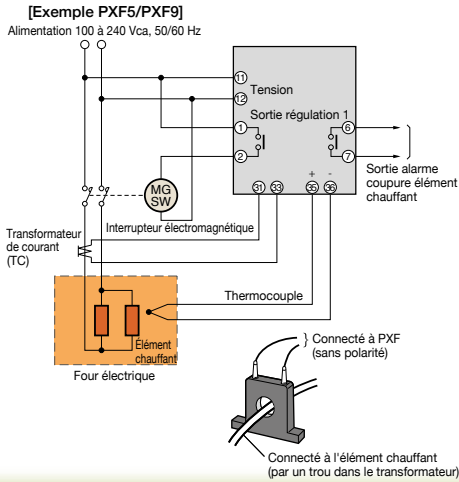 [Exemple PXF5/PXF9]
Alimentation 100 à 240 Vca, 50/60 Hz
11
12
Tension
Sortie régulation 1
1
6
2
7
Sortie alarme
coupure élément
chauffant
+ -
31 33 35 36
MG
SW
Interrupteur électromagnétique
Transformateur
de courant
(TC)
Thermocouple
Élément
chauffant
Four électrique
} Connecté à PXF
(sans polarité)
Connecté à l'élément chauffant
(par un trou dans le transformateur)